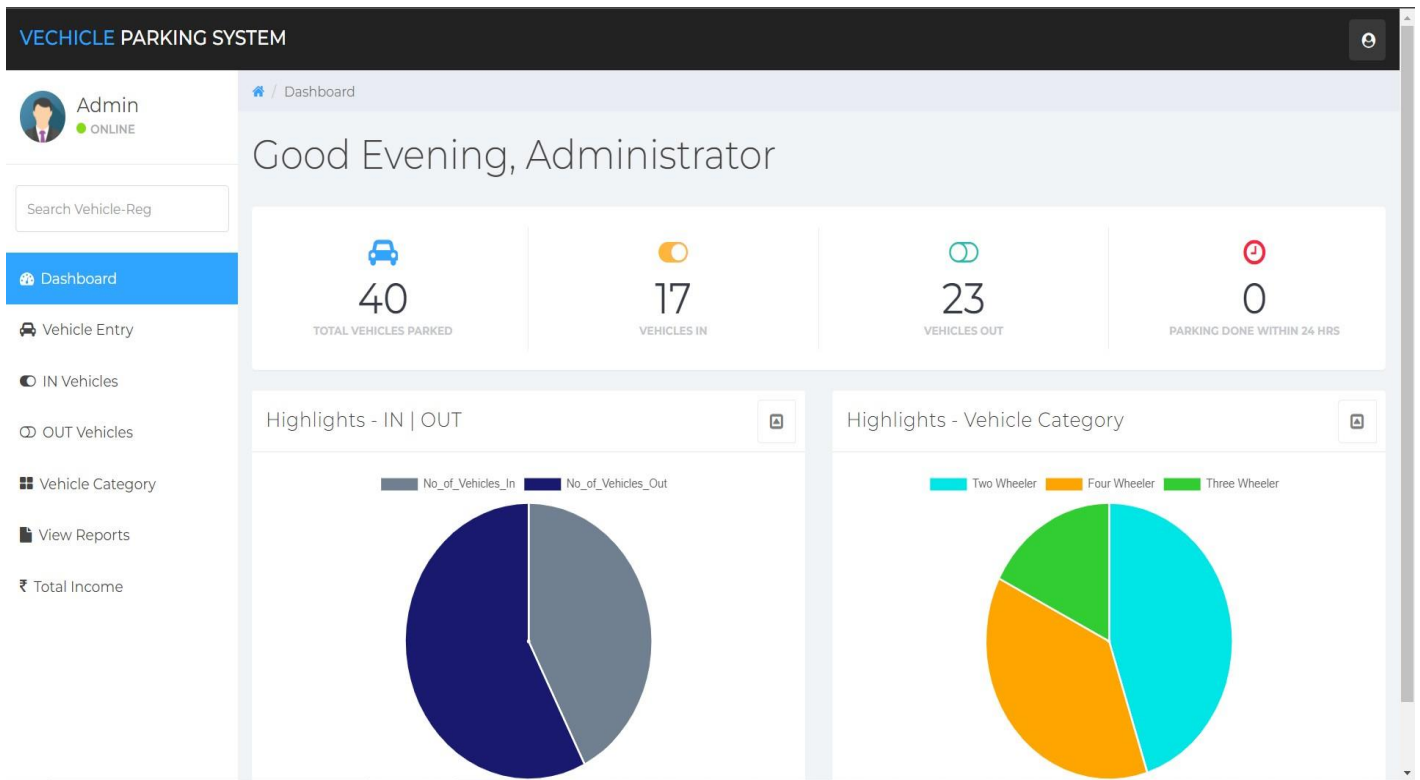 VECHICLE PARKING SYSTEM
Admin
ONLINE
Search Vehicle-Reg
Dashboard
Vehicle Entry
IN Vehicles
OUT Vehicles
Vehicle Category
View Reports
₹ Total Income
/ Dashboard
Good Evening, Administrator
40
TOTAL VEHICLES PARKED
17
VEHICLES IN
23
VEHICLES OUT
0
PARKING DONE WITHIN 24 HRS
Highlights - IN | OUT
No_of_Vehicles_In No_of_Vehicles_Out
Highlights - Vehicle Category
Two Wheeler Four Wheeler Three Wheeler